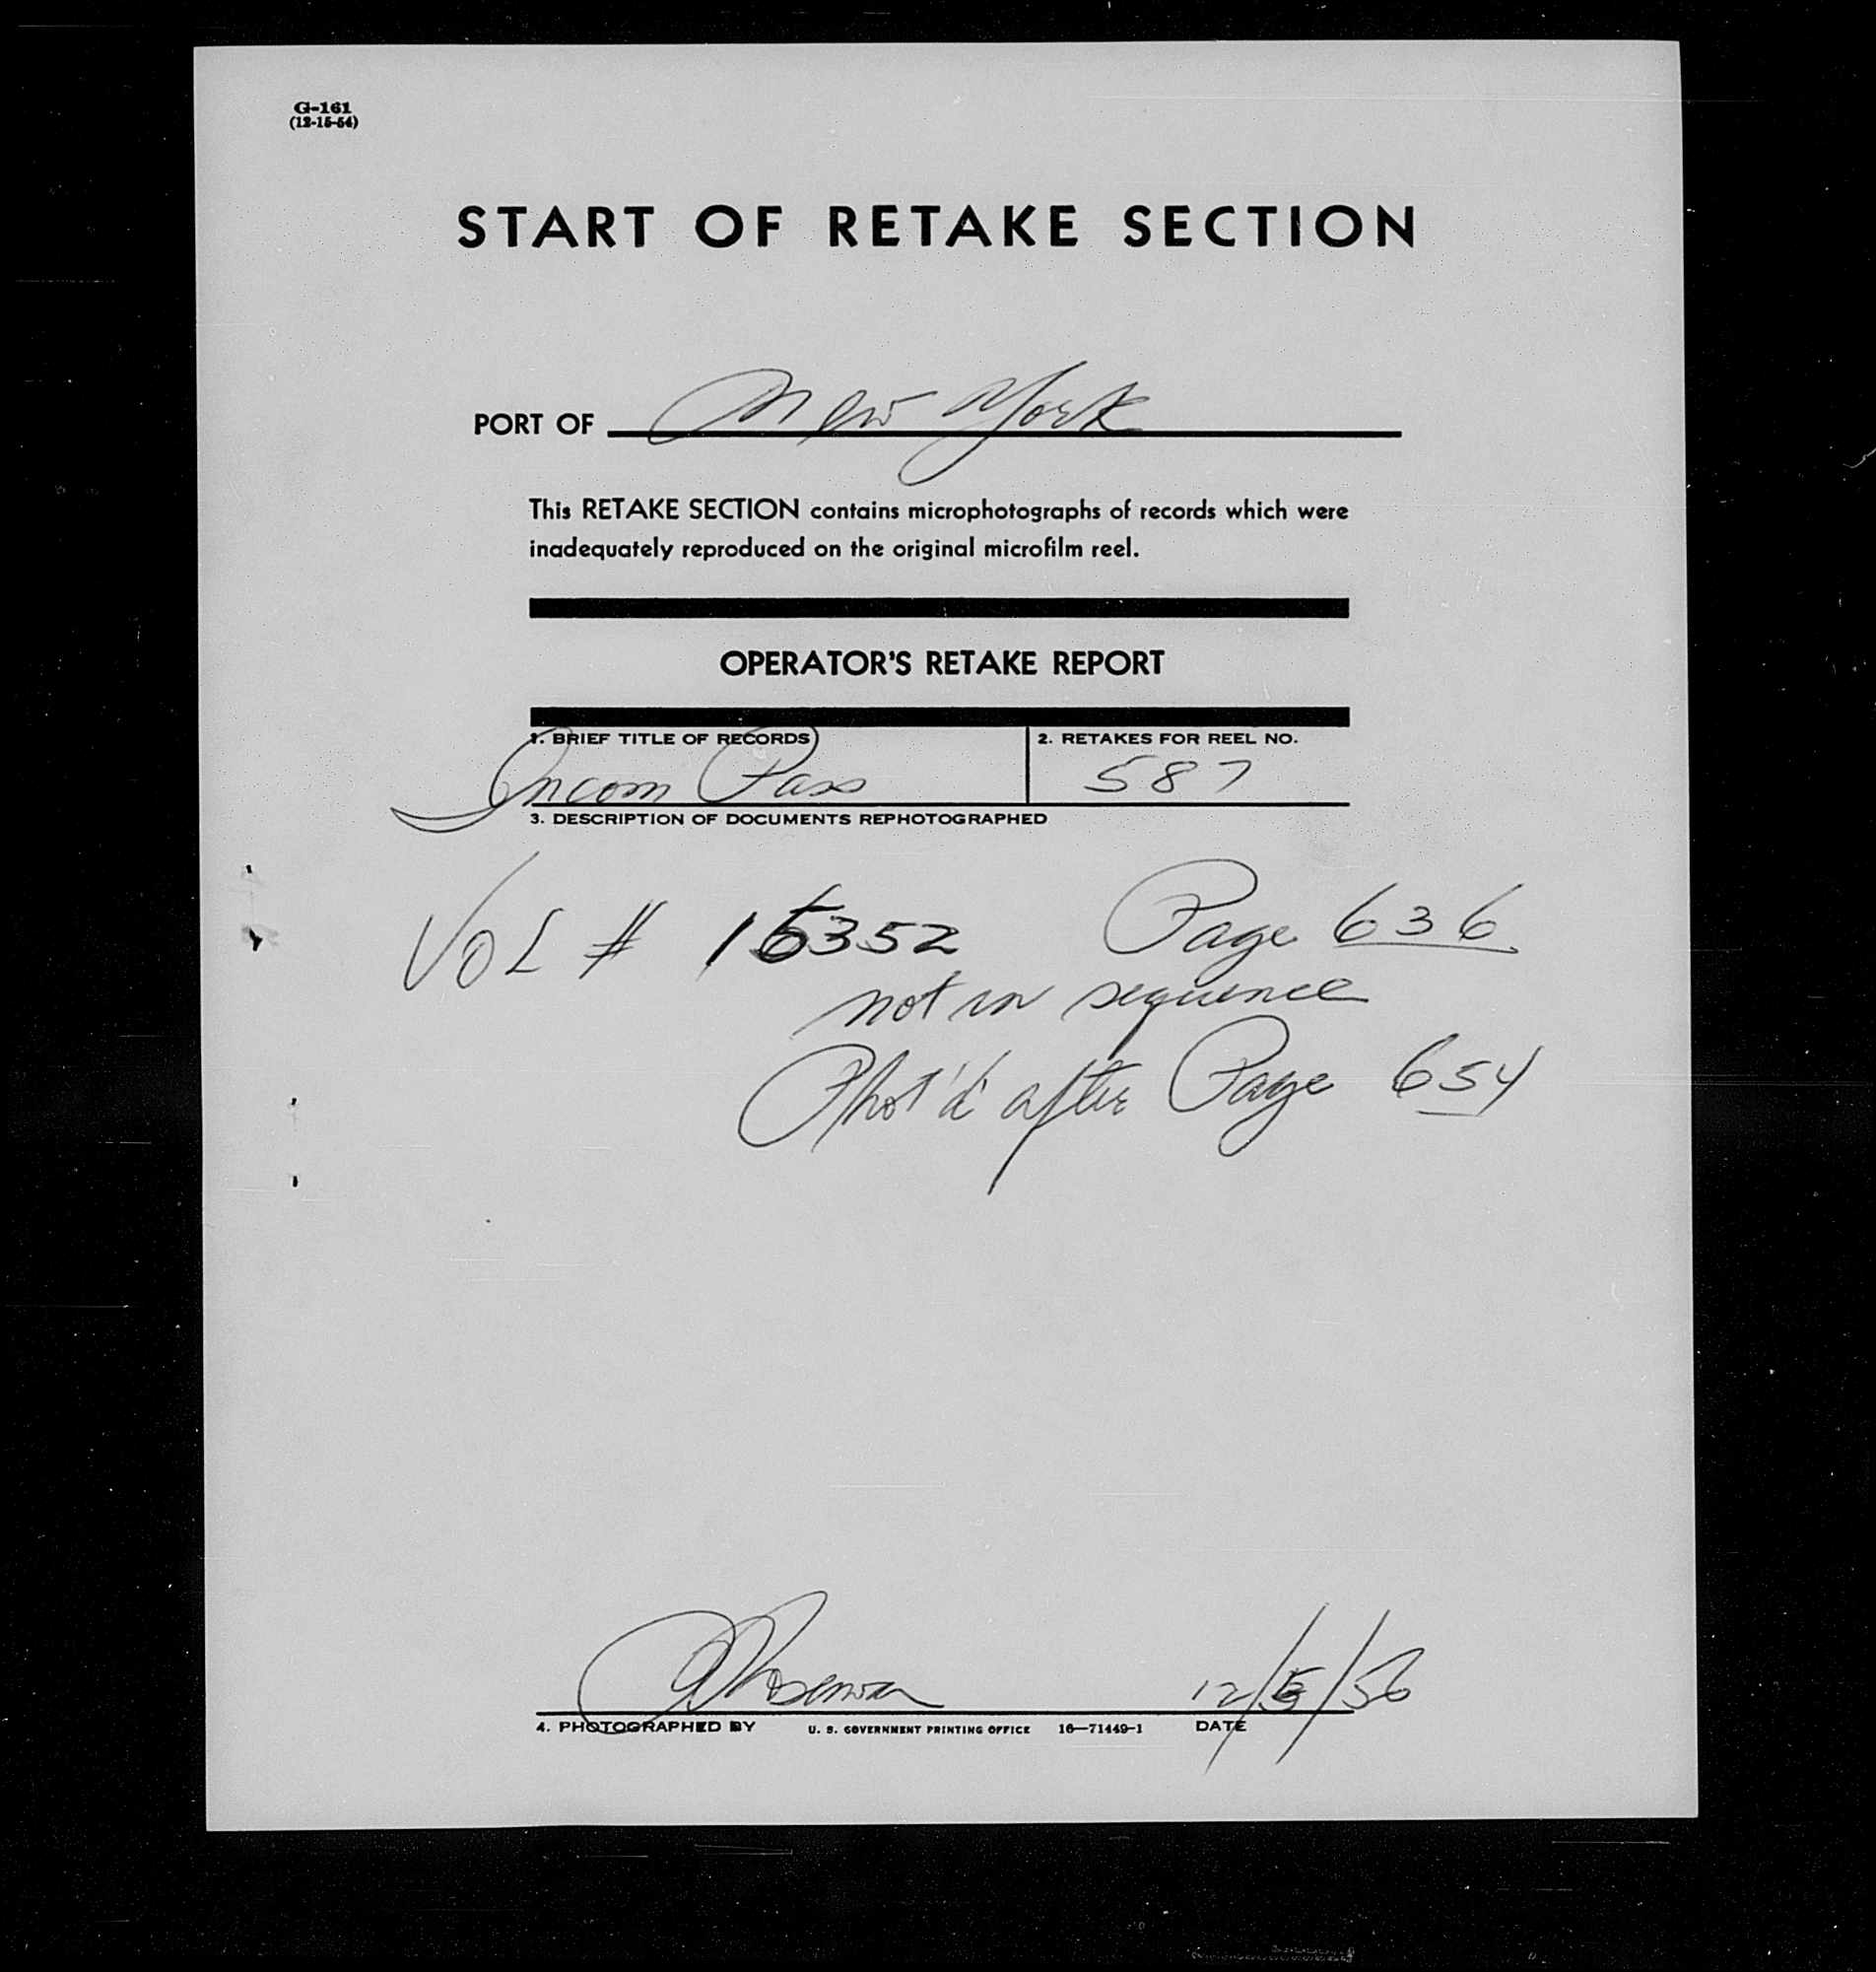 G-161
(12-15-54)
START OF RETAKE SECTION
PORT OF New York
This RETAKE SECTION contains microphotographs of records which were
inadequately reproduced on the original microfilm reel.
OPERATOR'S RETAKE REPORT
1. BRIEF TITLE OF RECORDS 2. RETAKES FOR REEL NO.
Incom Pass 587
3. DESCRIPTION OF DOCUMENTS REPHOTOGRAPHED
VOL # 15352 Page 636
not in sequence
Phot'd after Page 654
12/5/56
4. PHOTOGRAPHED BY U. S. GOVERNMENT PRINTING OFFICE 16—71449-1 DATE